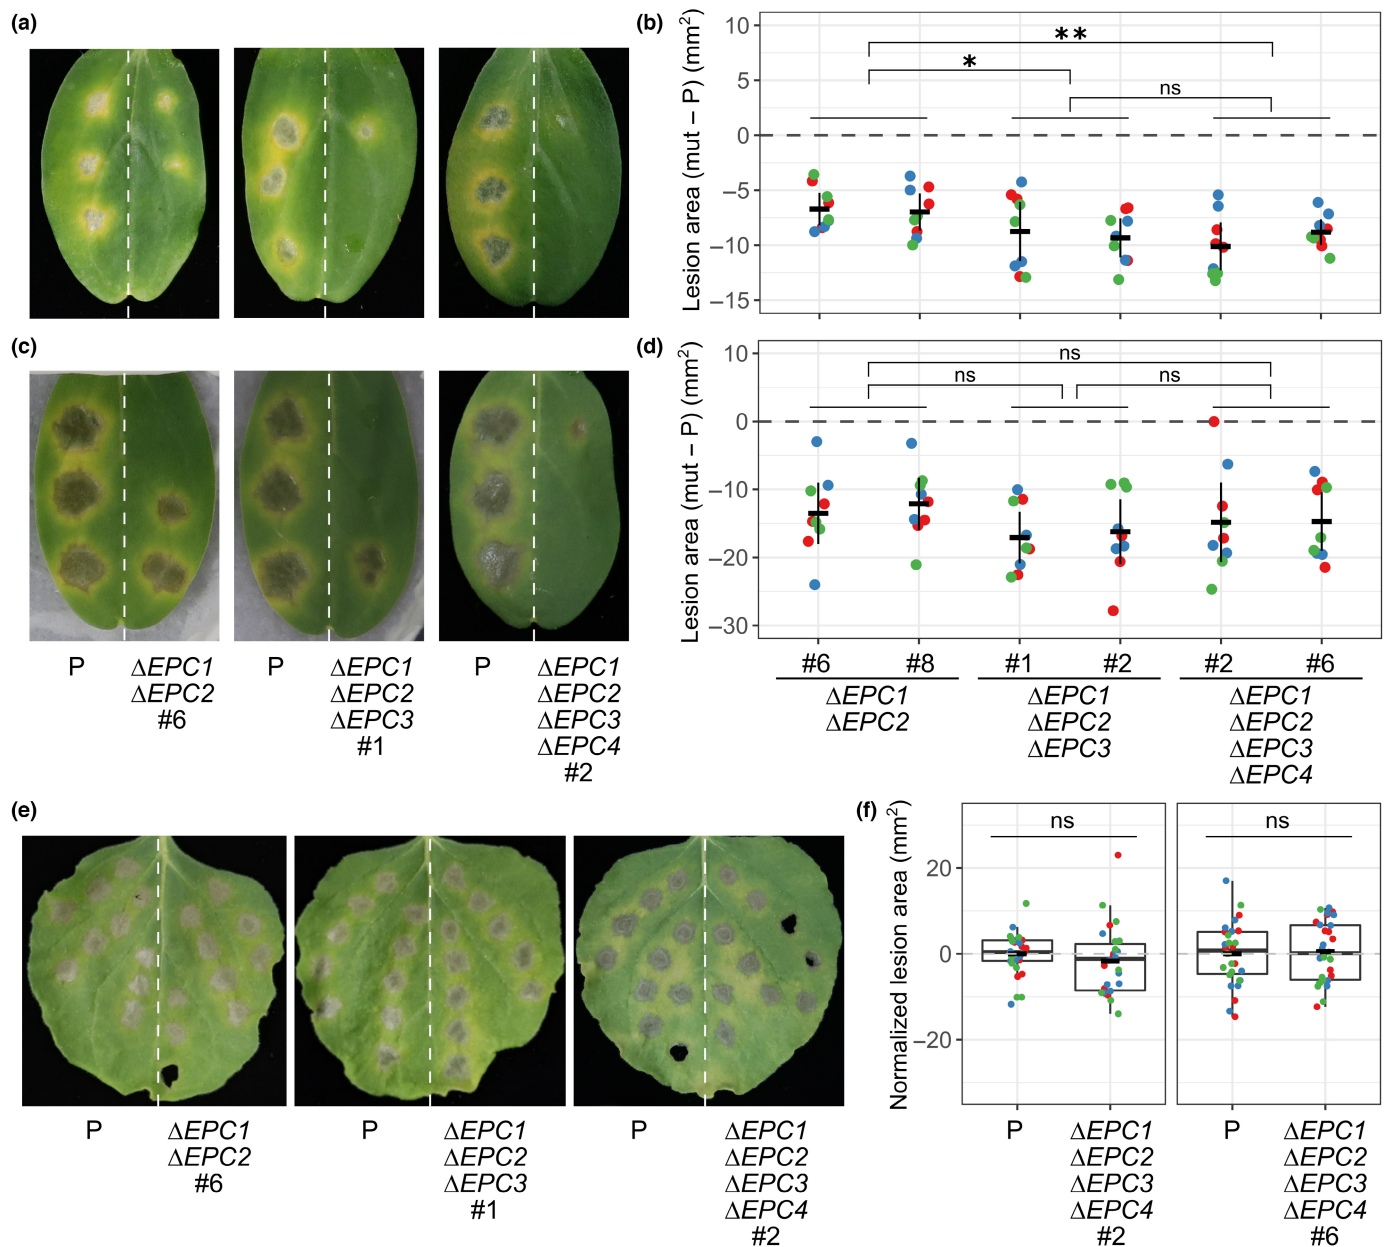 (a)
(b)
Lesion area (mut – P) (mm²)
10
5
0
–5
–10
–15
**
*
ns
(c)
P
ΔEPC1
ΔEPC2
#6
P
ΔEPC1
ΔEPC2
ΔEPC3
#1
P
ΔEPC1
ΔEPC2
ΔEPC3
ΔEPC4
#2
(d)
Lesion area (mut – P) (mm²)
10
0
–10
–20
–30
ns
ns
ns
#6
#8
#1
#2
#2
#6
ΔEPC1
ΔEPC2
ΔEPC1
ΔEPC2
ΔEPC3
ΔEPC1
ΔEPC2
ΔEPC3
ΔEPC4
(e)
P
ΔEPC1
ΔEPC2
#6
P
ΔEPC1
ΔEPC2
ΔEPC3
#1
P
ΔEPC1
ΔEPC2
ΔEPC3
ΔEPC4
#2
(f)
Normalized lesion area (mm²)
20
0
–20
ns
ns
P
ΔEPC1
ΔEPC2
ΔEPC3
ΔEPC4
#2
P
ΔEPC1
ΔEPC2
ΔEPC3
ΔEPC4
#6